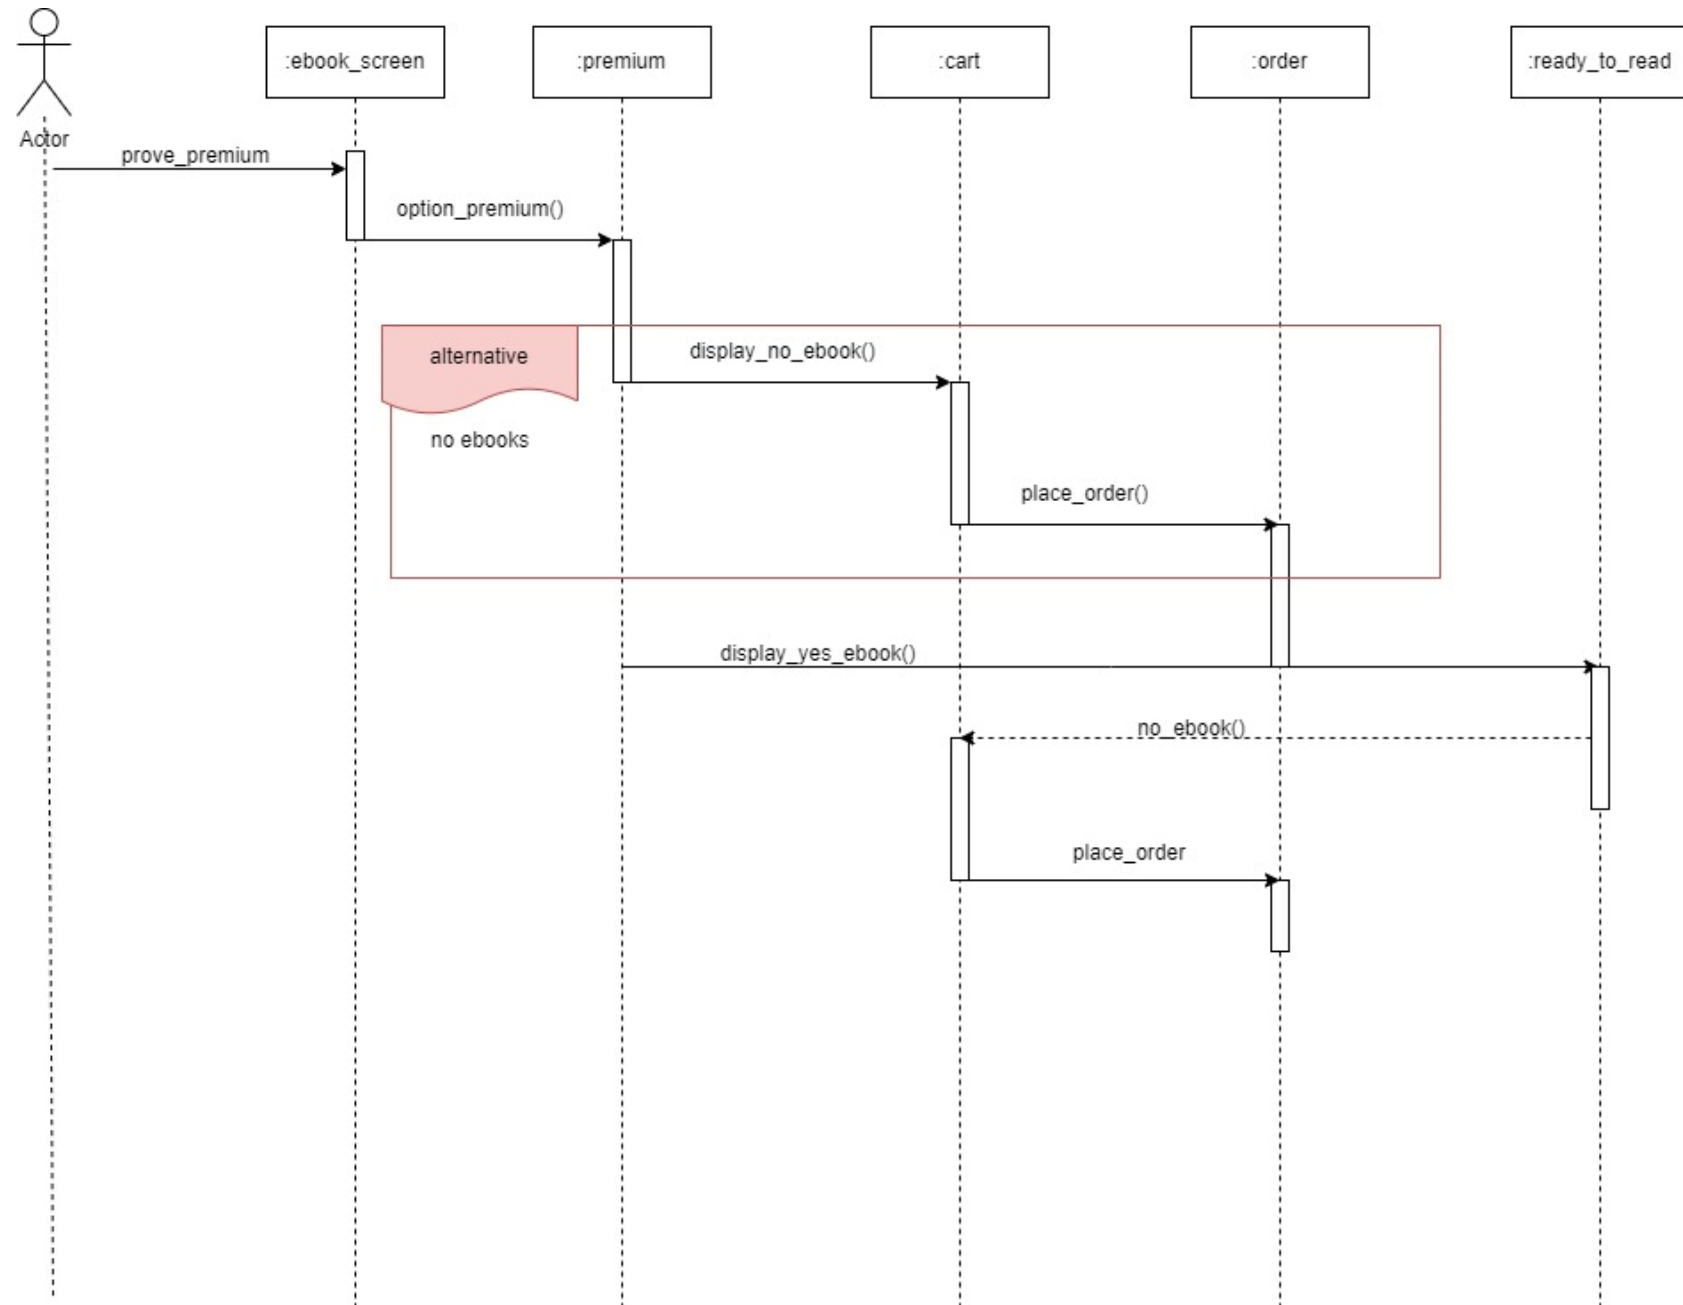 :ebook_screen
:premium
:cart
:order
:ready_to_read
Actor
prove_premium
option_premium()
alternative
display_no_ebook()
no ebooks
place_order()
display_yes_ebook()
no_ebook()
place_order